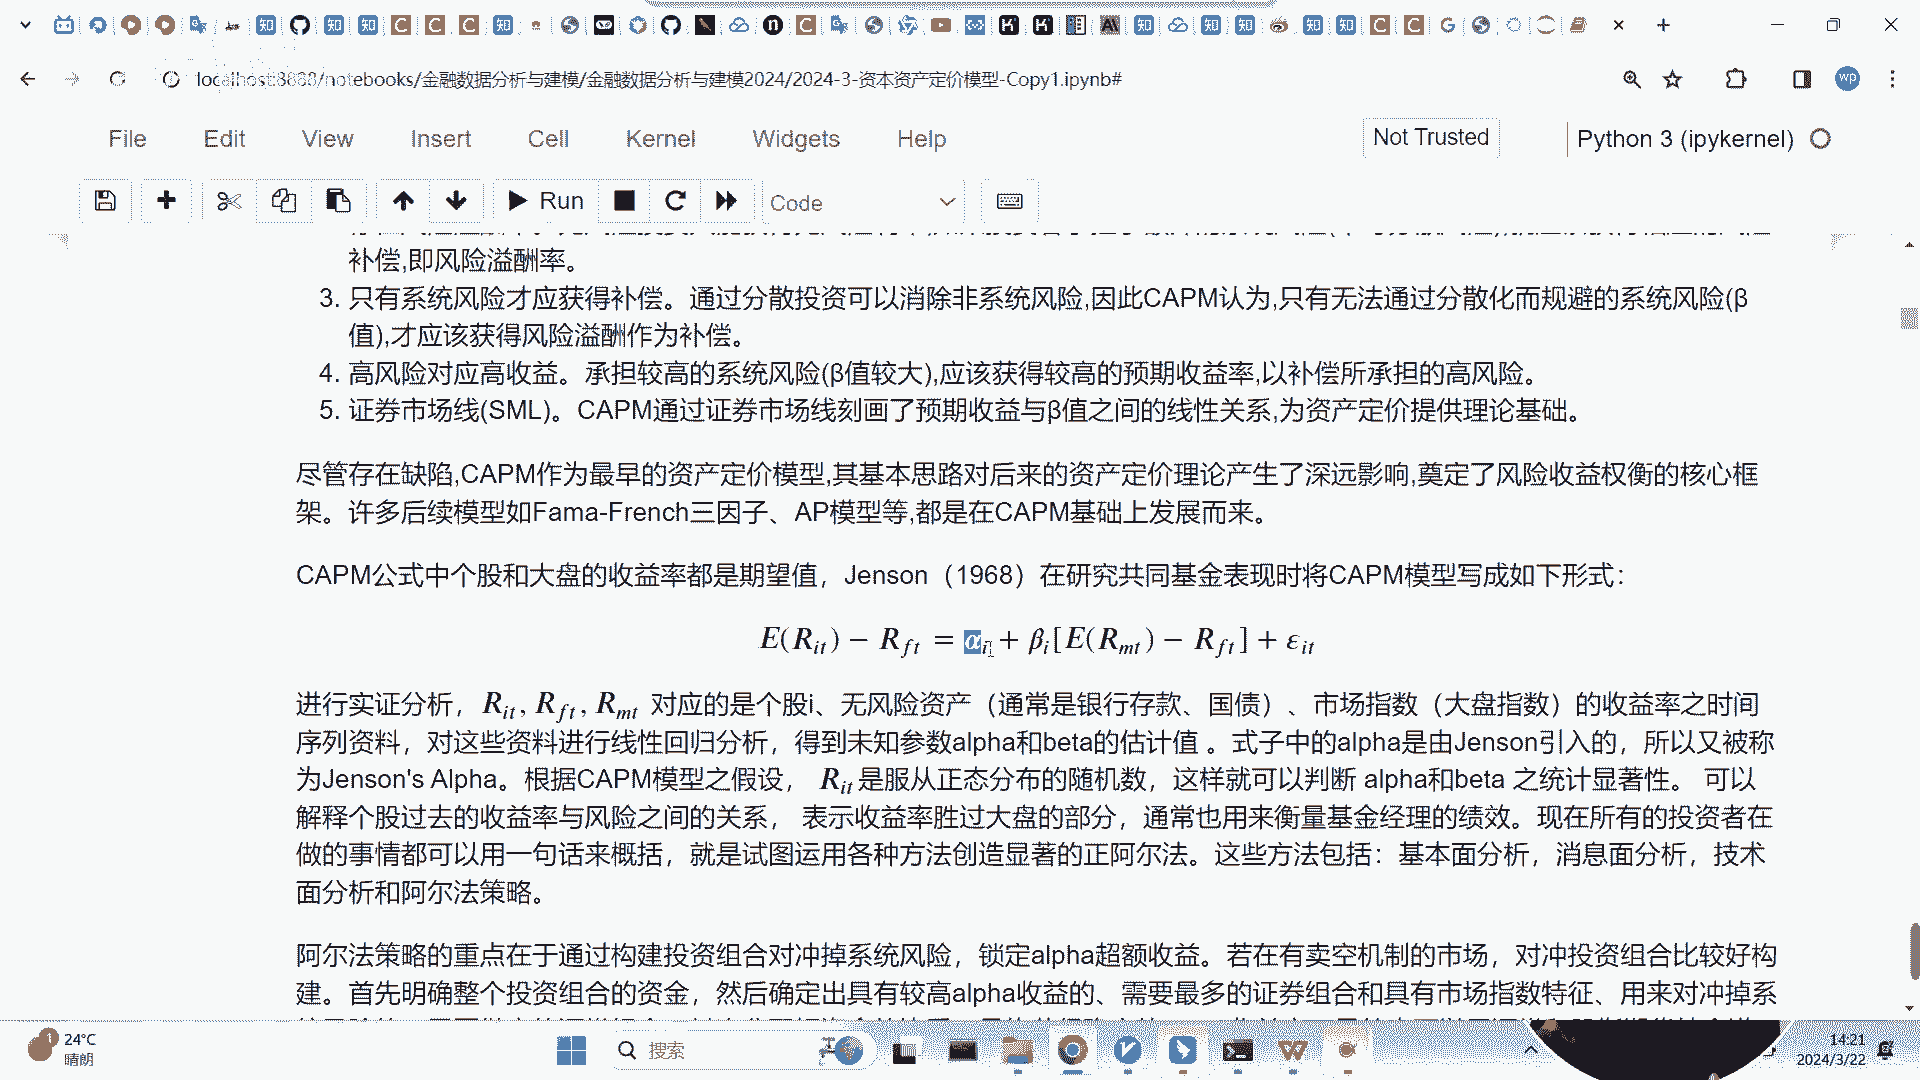 localhost:8888/notebooks/金融数据分析与建模/金融数据分析与建模2024/2024-3-资本资产定价模型-Copy1.ipynb#
wp
File Edit View Insert Cell Kernel Widgets Help
Not Trusted
Python 3 (ipykernel)
Run
Code
补偿,即风险溢酬率。
3. 只有系统风险才应获得补偿。通过分散投资可以消除非系统风险,因此CAPM认为,只有无法通过分散化而规避的系统风险(β
值),才应该获得风险溢酬作为补偿。
4. 高风险对应高收益。承担较高的系统风险(β值较大),应该获得较高的预期收益率,以补偿所承担的高风险。
5. 证券市场线(SML)。CAPM通过证券市场线刻画了预期收益与β值之间的线性关系,为资产定价提供理论基础。
尽管存在缺陷,CAPM作为最早的资产定价模型,其基本思路对后来的资产定价理论产生了深远影响,奠定了风险收益权衡的核心框
架。许多后续模型如Fama-French三因子、AP模型等,都是在CAPM基础上发展而来。
CAPM公式中个股和大盘的收益率都是期望值，Jenson（1968）在研究共同基金表现时将CAPM模型写成如下形式：
E(R_it) − R_ft = α_i + β_i[E(R_mt) − R_ft] + ε_it
进行实证分析，R_it, R_ft, R_mt 对应的是个股i、无风险资产（通常是银行存款、国债）、市场指数（大盘指数）的收益率之时间
序列资料，对这些资料进行线性回归分析，得到未知参数alpha和beta的估计值 。式子中的alpha是由Jenson引入的，所以又被称
为Jenson's Alpha。根据CAPM模型之假设， R_it 是服从正态分布的随机数，这样就可以判断 alpha和beta 之统计显著性。 可以
解释个股过去的收益率与风险之间的关系， 表示收益率胜过大盘的部分，通常也用来衡量基金经理的绩效。现在所有的投资者在
做的事情都可以用一句话来概括，就是试图运用各种方法创造显著的正阿尔法。这些方法包括：基本面分析，消息面分析，技术
面分析和阿尔法策略。
阿尔法策略的重点在于通过构建投资组合对冲掉系统风险，锁定alpha超额收益。若在有卖空机制的市场，对冲投资组合比较好构
建。首先明确整个投资组合的资金，然后确定出具有较高alpha收益的、需要最多的证券组合和具有市场指数特征、用来对冲掉系
24°C
晴朗
搜索
14:21
2024/3/22